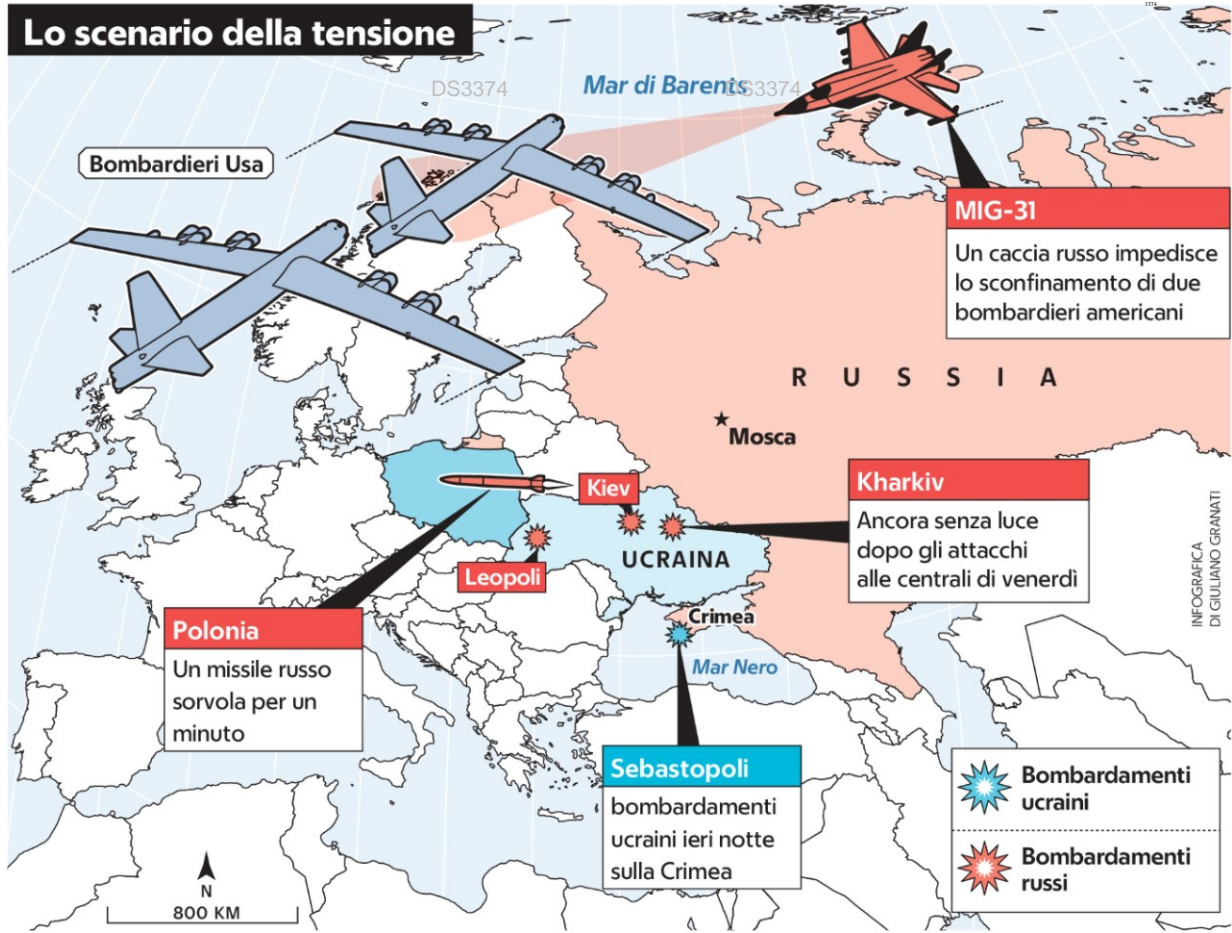 3374
Lo scenario della tensione
DS3374
DS3374
Mar di Barents
Bombardieri Usa
MIG-31
Un caccia russo impedisce
lo sconfinamento di due
bombardieri americani
RUSSIA
Mosca
Kiev
Kharkiv
Ancora senza luce
dopo gli attacchi
alle centrali di venerdì
UCRAINA
Leopoli
INFOGRAFICA
DI GIULIANO GRANATI
Polonia
Un missile russo
sorvola per un
minuto
Crimea
Mar Nero
Sebastopoli
bombardamenti
ucraini ieri notte
sulla Crimea
Bombardamenti
ucraini
Bombardamenti
russi
N
800 KM